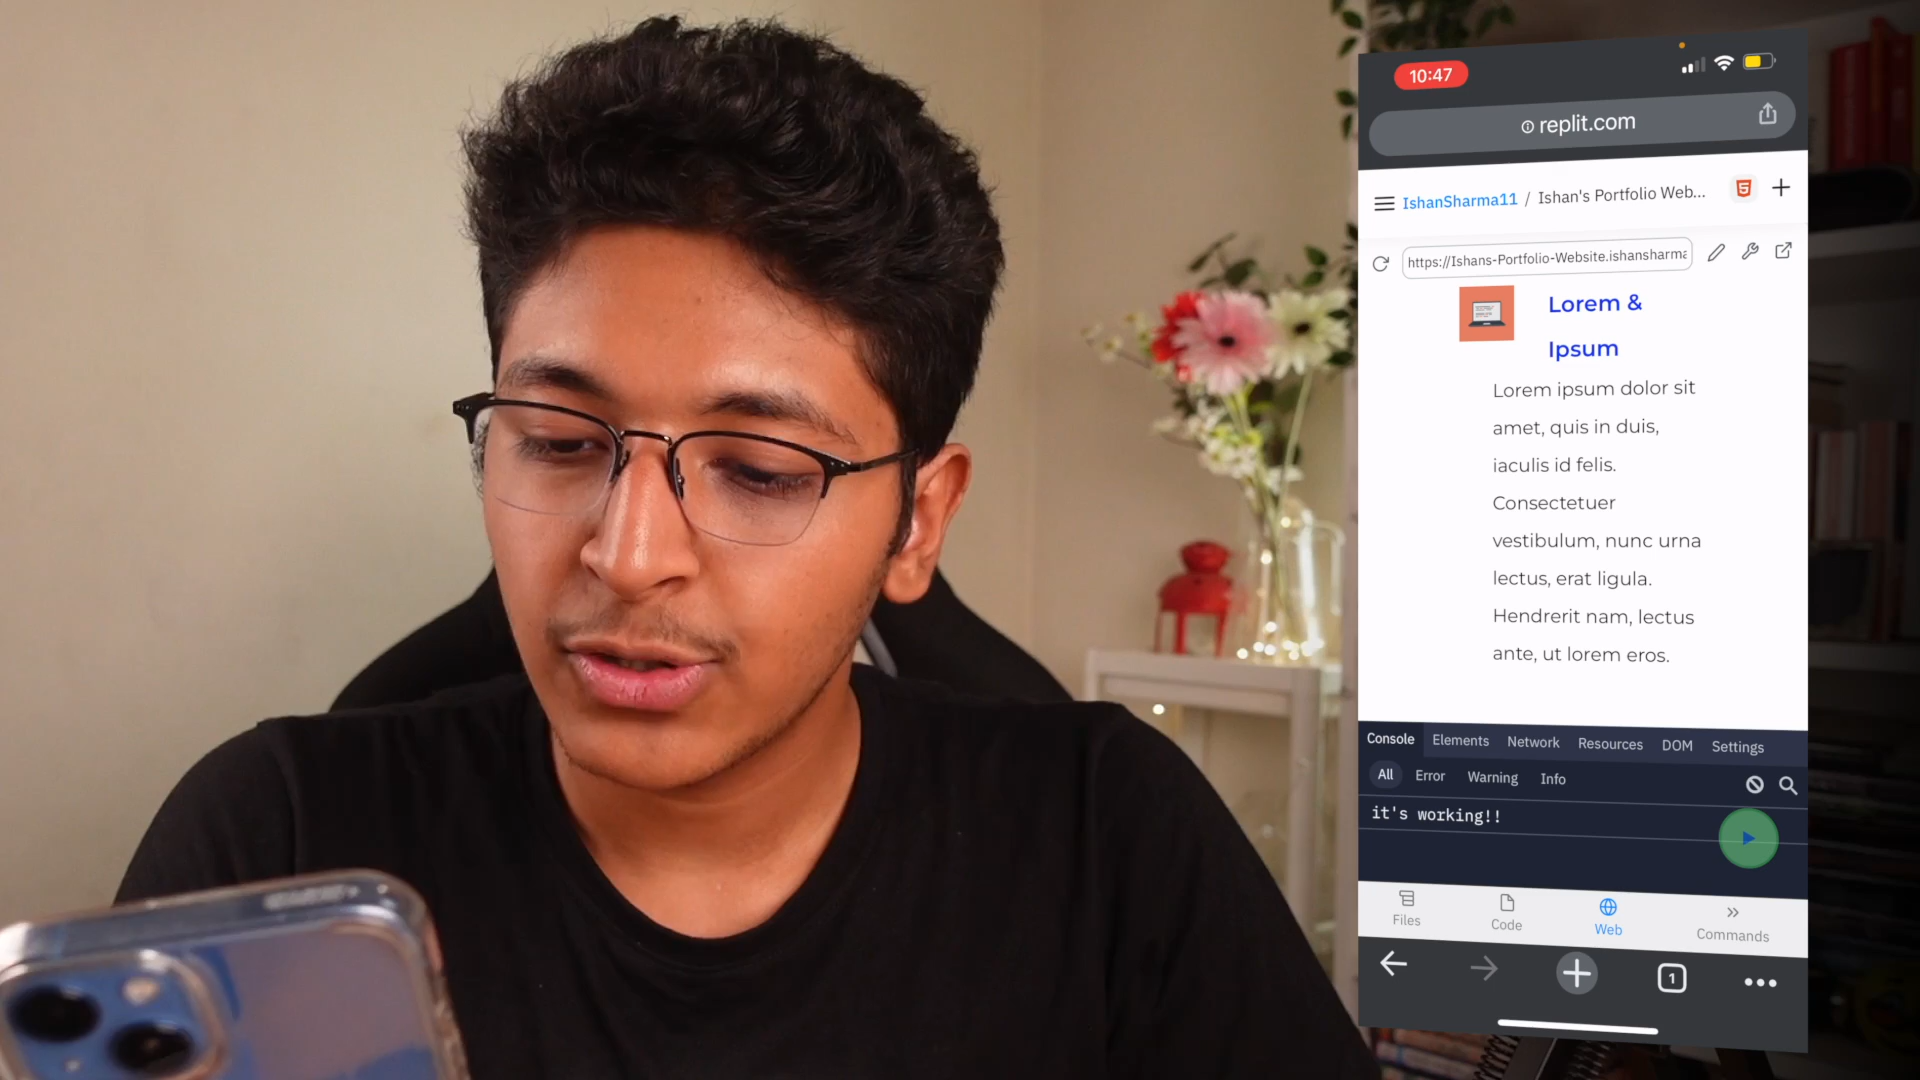 10:47
replit.com
IshanSharma11 / Ishan's Portfolio Web...
https://Ishans-Portfolio-Website.ishansharma
Lorem &
Ipsum
Lorem ipsum dolor sit
amet, quis in duis,
iaculis id felis.
Consectetuer
vestibulum, nunc urna
lectus, erat ligula.
Hendrerit nam, lectus
ante, ut lorem eros.
Console Elements Network Resources DOM Settings
All Error Warning Info
it's working!!
Files Code Web Commands
1